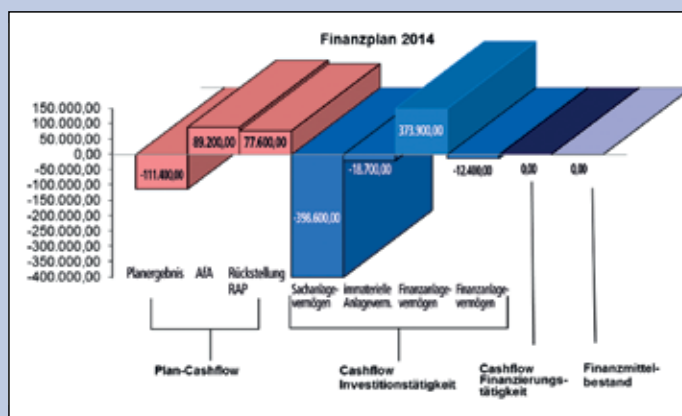 Finanzplan 2014
150.000,00
100.000,00
50.000,00
0,00
-50.000,00
-100.000,00
-150.000,00
-200.000,00
-250.000,00
-300.000,00
-350.000,00
-400.000,00
-111.400,00
89.200,00
77.600,00
-398.600,00
-18.700,00
373.900,00
-12.400,00
0,00
0,00
Planergebnis
AfA
Rückstellung
RAP
Sachanlage-
vermögen
immaterielle
Anlageverm.
Finanzanlage-
vermögen
Finanzanlage-
vermögen
Plan-Cashflow
Cashflow
Investitionstätigkeit
Cashflow
Finanzierungs-
tätigkeit
Finanzmittel-
bestand